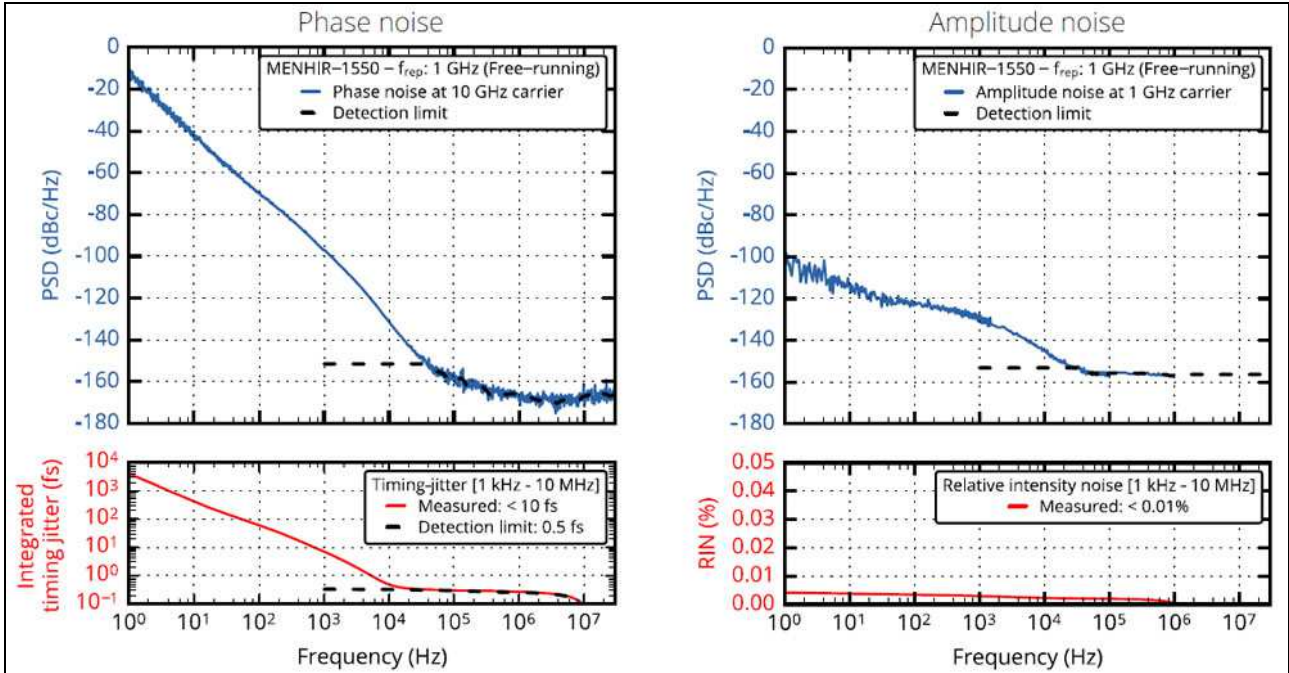 Phase noise
0
-20
-40
-60
-80
-100
-120
-140
-160
-180
PSD (dBc/Hz)
MENHIR−1550 − f_rep: 1 GHz (Free−running)
Phase noise at 10 GHz carrier
Detection limit
10⁴
10³
10²
10¹
10⁰
10⁻¹
Integrated
timing jitter (fs)
Timing-jitter [1 kHz - 10 MHz]
Measured: < 10 fs
Detection limit: 0.5 fs
10⁰ 10¹ 10² 10³ 10⁴ 10⁵ 10⁶ 10⁷
Frequency (Hz)
Amplitude noise
0
-20
-40
-60
-80
-100
-120
-140
-160
-180
PSD (dBc/Hz)
MENHIR−1550 − f_rep: 1 GHz (Free−running)
Amplitude noise at 1 GHz carrier
Detection limit
0.05
0.04
0.03
0.02
0.01
0.00
RIN (%)
Relative intensity noise [1 kHz - 10 MHz]
Measured: < 0.01%
10⁰ 10¹ 10² 10³ 10⁴ 10⁵ 10⁶ 10⁷
Frequency (Hz)